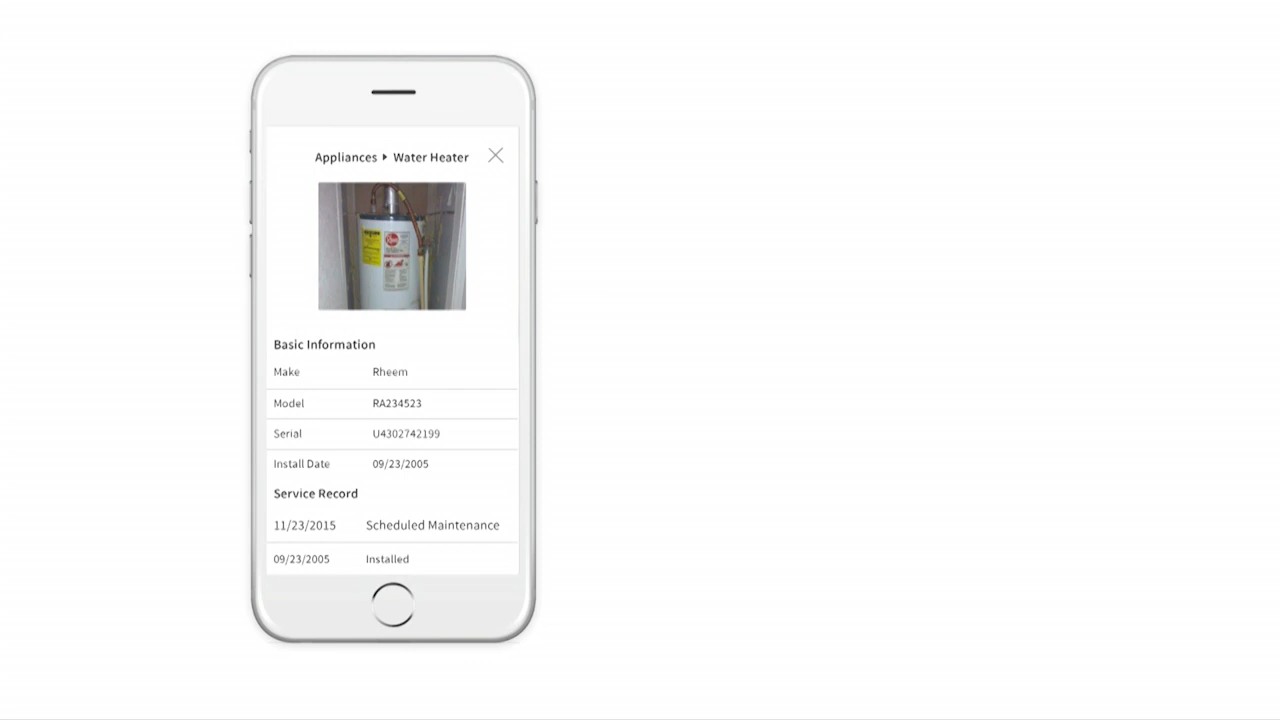 Appliances ▸ Water Heater
Basic Information
Make Rheem
Model RA234523
Serial U4302742199
Install Date 09/23/2005
Service Record
11/23/2015 Scheduled Maintenance
09/23/2005 Installed